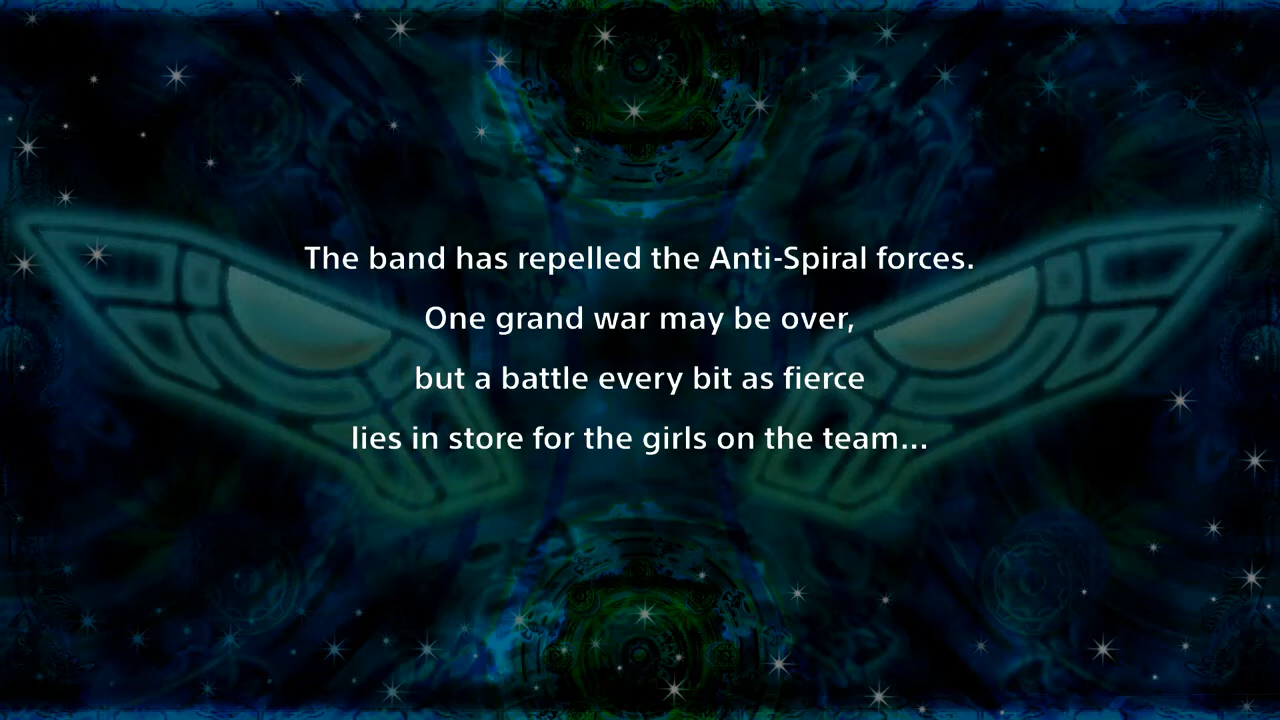 The band has repelled the Anti-Spiral forces.
One grand war may be over,
but a battle every bit as fierce
lies in store for the girls on the team...